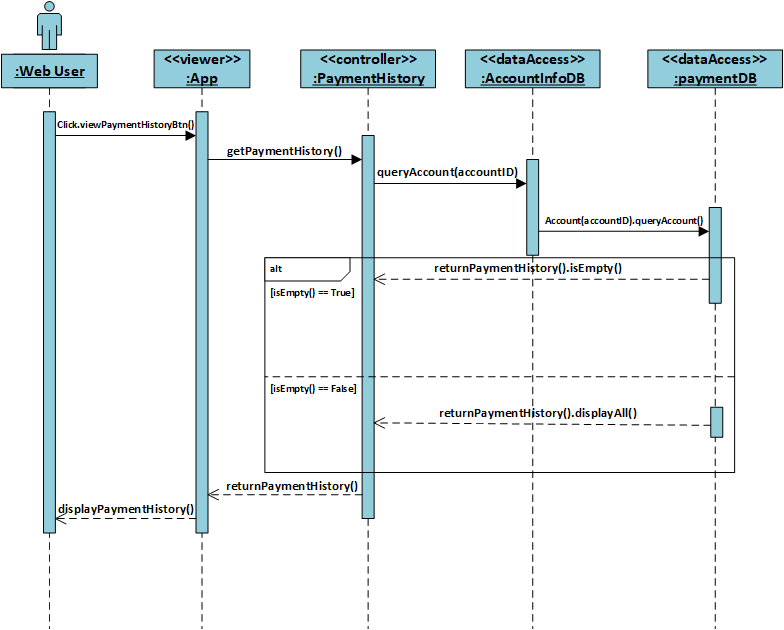 :Web User
<<viewer>>
:App
<<controller>>
:PaymentHistory
<<dataAccess>>
:AccountInfoDB
<<dataAccess>>
:paymentDB
Click.viewPaymentHistoryBtn()
getPaymentHistory()
queryAccount(accountID)
Account(accountID).queryAccount()
alt
returnPaymentHistory().isEmpty()
[isEmpty() == True]
[isEmpty() == False]
returnPaymentHistory().displayAll()
returnPaymentHistory()
displayPaymentHistory()